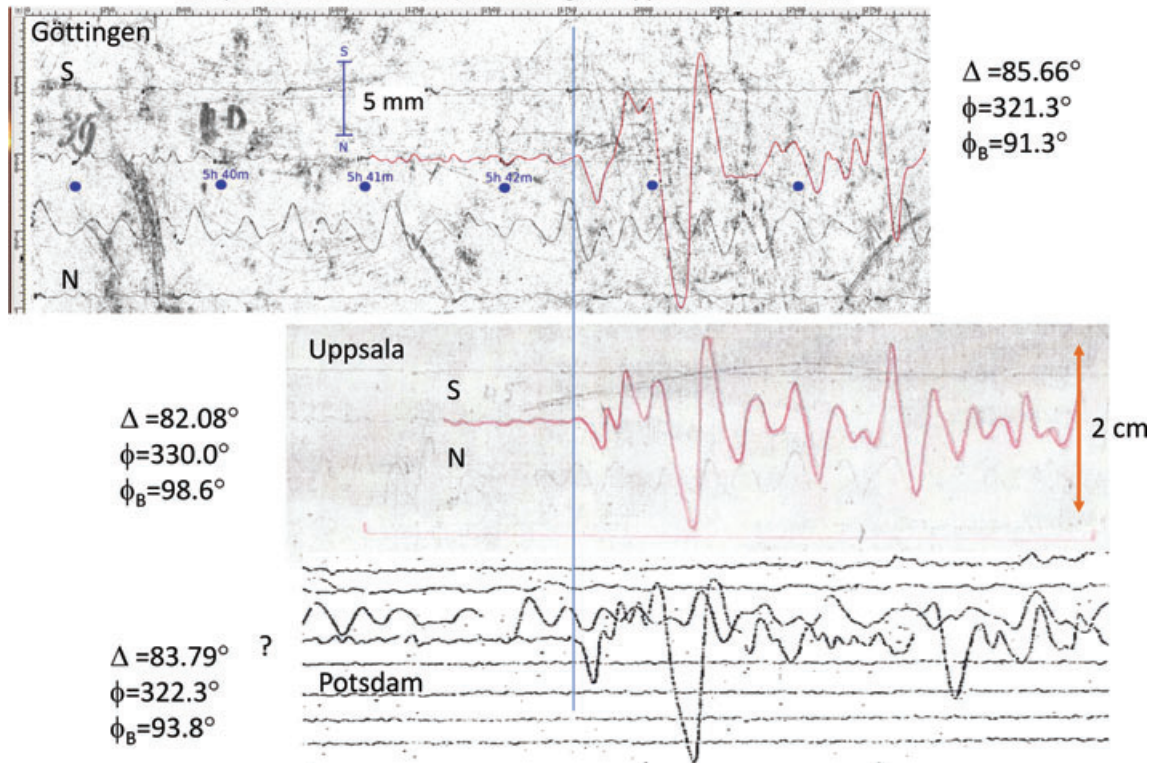 Göttingen
S
S
5 mm
N
39
5h 40m
5h 41m
5h 42m
N
Δ =85.66°
ϕ=321.3°
ϕB=91.3°
Uppsala
S
N
2 cm
Δ =82.08°
ϕ=330.0°
ϕB=98.6°
Δ =83.79°
?
ϕ=322.3°
ϕB=93.8°
Potsdam